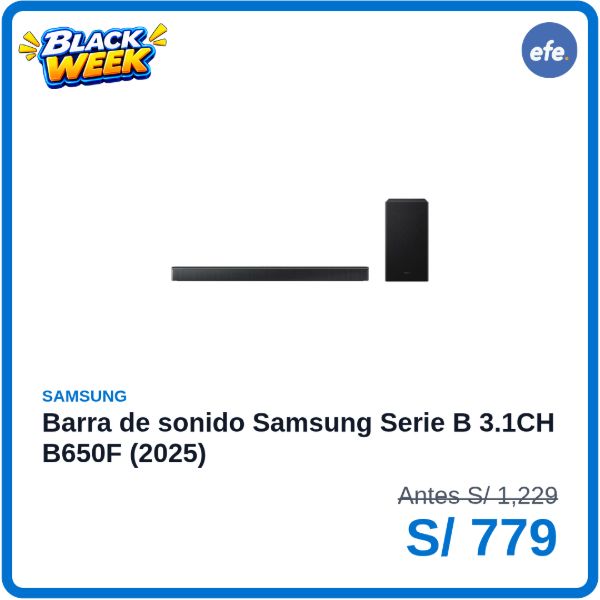 BLACK
WEEK
efe.
SAMSUNG
Barra de sonido Samsung Serie B 3.1CH
B650F (2025)
Antes S/ 1,229
S/ 779